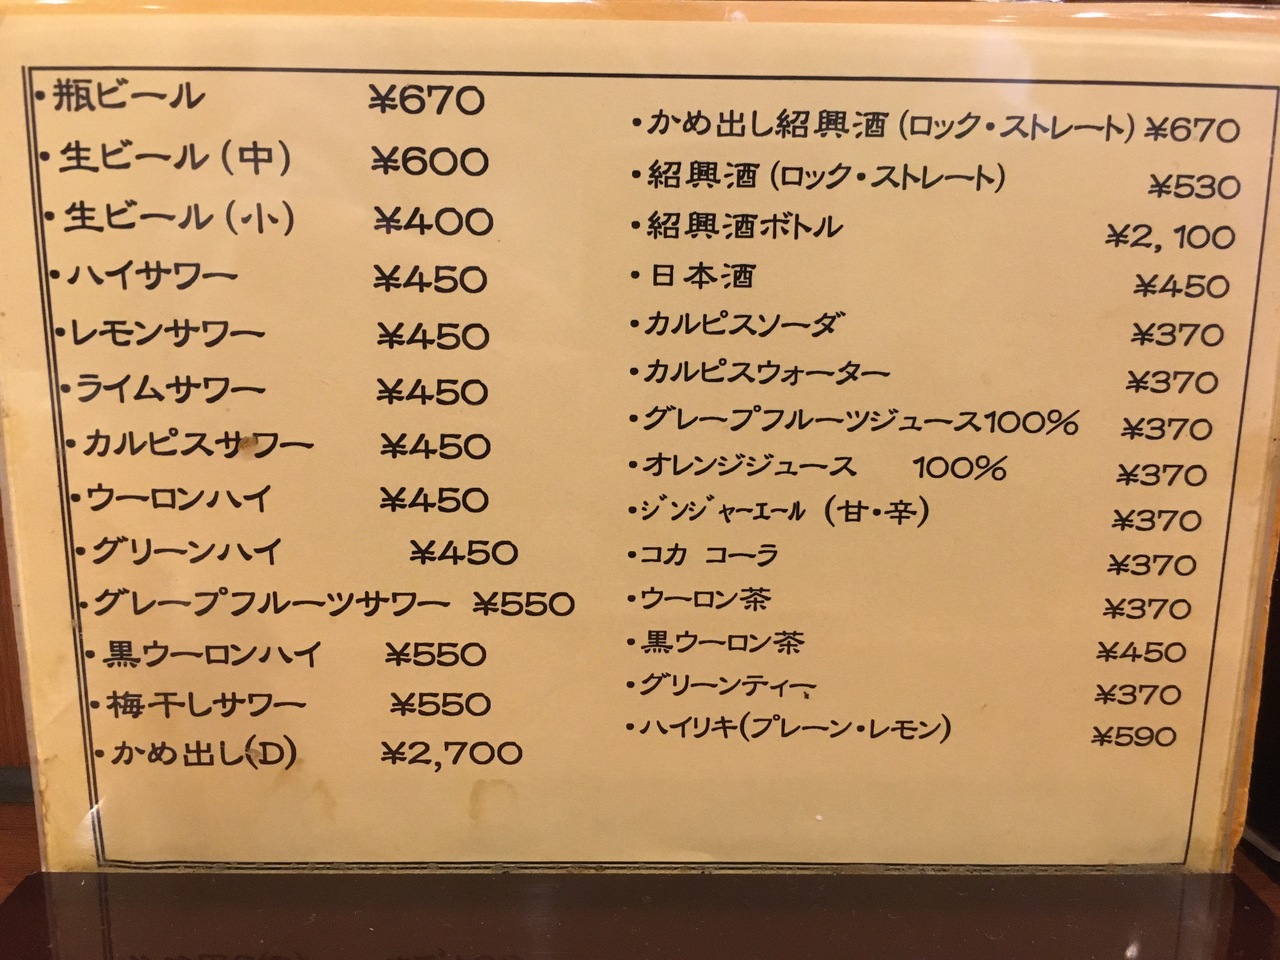 ・瓶ビール ¥670
・生ビール(中) ¥600
・生ビール(小) ¥400
・ハイサワー ¥450
・レモンサワー ¥450
・ライムサワー ¥450
・カルピスサワー ¥450
・ウーロンハイ ¥450
・グリーンハイ ¥450
・グレープフルーツサワー ¥550
・黒ウーロンハイ ¥550
・梅干しサワー ¥550
・かめ出し(D) ¥2,700
・かめ出し紹興酒(ロック・ストレート) ¥670
・紹興酒(ロック・ストレート) ¥530
・紹興酒ボトル ¥2,100
・日本酒 ¥450
・カルピスソーダ ¥370
・カルピスウォーター ¥370
・グレープフルーツジュース100% ¥370
・オレンジジュース 100% ¥370
・ジンジャーエール (甘・辛) ¥370
・コカ コーラ ¥370
・ウーロン茶 ¥370
・黒ウーロン茶 ¥450
・グリーンティー ¥370
・ハイリキ(プレーン・レモン) ¥590